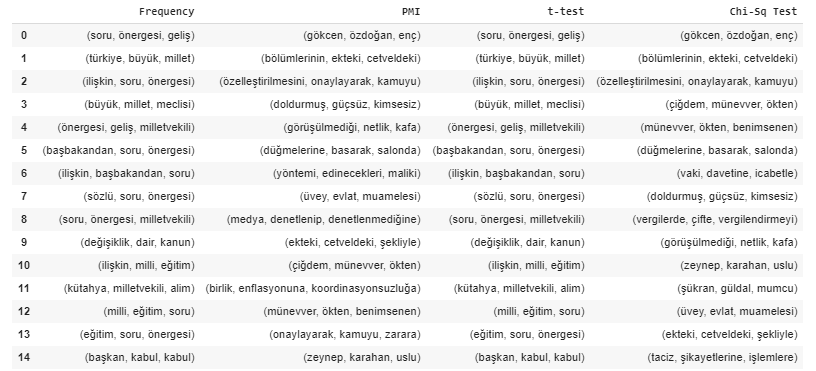 Frequency PMI t-test Chi-Sq Test
0 (soru, önergesi, geliş) (gökcen, özdoğan, enç) (soru, önergesi, geliş) (gökcen, özdoğan, enç)
1 (türkiye, büyük, millet) (bölümlerinin, ekteki, cetveldeki) (türkiye, büyük, millet) (bölümlerinin, ekteki, cetveldeki)
2 (ilişkin, soru, önergesi) (özelleştirilmesini, onaylayarak, kamuyu) (ilişkin, soru, önergesi) (özelleştirilmesini, onaylayarak, kamuyu)
3 (büyük, millet, meclisi) (doldurmuş, güçsüz, kimsesiz) (büyük, millet, meclisi) (çiğdem, münevver, ökten)
4 (önergesi, geliş, milletvekili) (görüşülmediği, netlik, kafa) (önergesi, geliş, milletvekili) (münevver, ökten, benimsenen)
5 (başbakandan, soru, önergesi) (düğmelerine, basarak, salonda) (başbakandan, soru, önergesi) (düğmelerine, basarak, salonda)
6 (ilişkin, başbakandan, soru) (yöntemi, edinecekleri, maliki) (ilişkin, başbakandan, soru) (vaki, davetine, icabetle)
7 (sözlü, soru, önergesi) (üvey, evlat, muamelesi) (sözlü, soru, önergesi) (doldurmuş, güçsüz, kimsesiz)
8 (soru, önergesi, milletvekili) (medya, denetlenip, denetlenmediğine) (soru, önergesi, milletvekili) (vergilerde, çifte, vergilendirmeyi)
9 (değişiklik, dair, kanun) (ekteki, cetveldeki, şekliyle) (değişiklik, dair, kanun) (görüşülmediği, netlik, kafa)
10 (ilişkin, milli, eğitim) (çiğdem, münevver, ökten) (ilişkin, milli, eğitim) (zeynep, karahan, uslu)
11 (kütahya, milletvekili, alim) (birlik, enflasyonuna, koordinasyonsuzluğa) (kütahya, milletvekili, alim) (şükran, güldal, mumcu)
12 (milli, eğitim, soru) (münevver, ökten, benimsenen) (milli, eğitim, soru) (üvey, evlat, muamelesi)
13 (eğitim, soru, önergesi) (onaylayarak, kamuyu, zarara) (eğitim, soru, önergesi) (ekteki, cetveldeki, şekliyle)
14 (başkan, kabul, kabul) (zeynep, karahan, uslu) (başkan, kabul, kabul) (taciz, şikayetlerine, işlemlere)